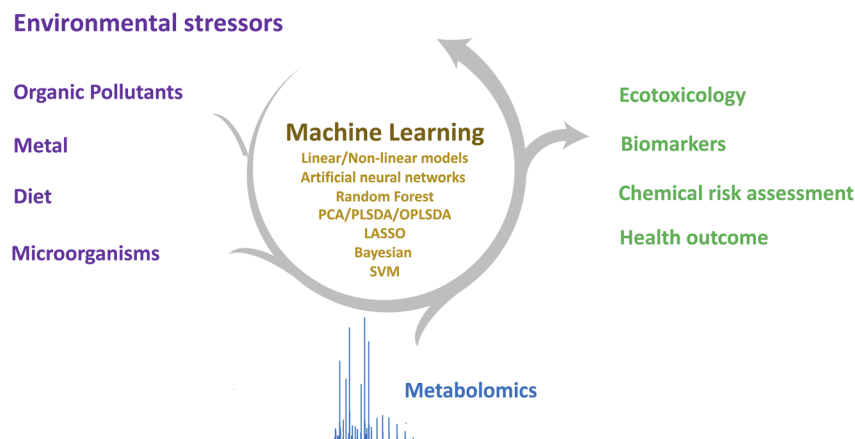 Environmental stressors
Organic Pollutants
Metal
Diet
Microorganisms
Machine Learning
Linear/Non-linear models
Artificial neural networks
Random Forest
PCA/PLSDA/OPLSDA
LASSO
Bayesian
SVM
Metabolomics
Ecotoxicology
Biomarkers
Chemical risk assessment
Health outcome